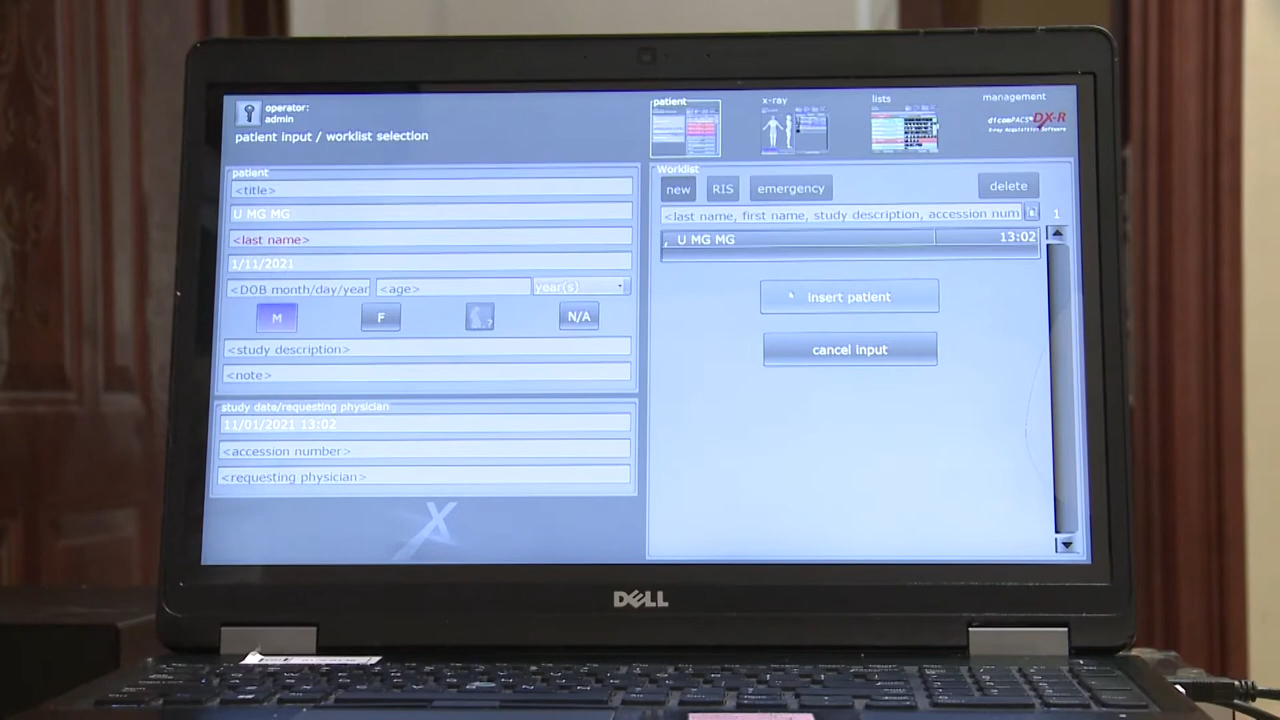 operator:
admin
patient input / worklist selection
patient
x-ray
lists
management
dicomPACS® DX-R
X-ray Acquisition Software
patient
<title>
U MG MG
<last name>
1/11/2021
<DOB month/day/year
<age>
year(s)
M
F
?
N/A
<study description>
<note>
study date/requesting physician
11/01/2021 13:02
<accession number>
<requesting physician>
X
Worklist
new
RIS
emergency
delete
<last name, first name, study description, accession num
1
, U MG MG
13:02
insert patient
cancel input
DELL